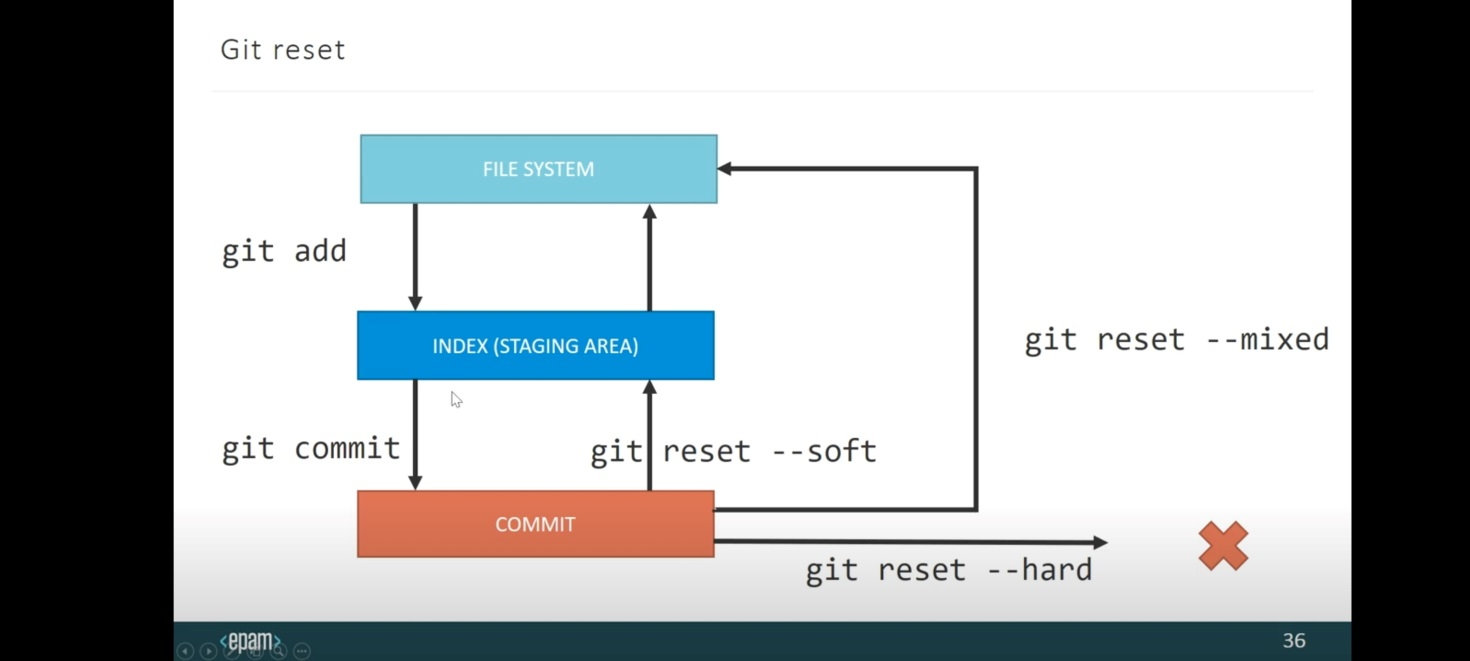 Git reset
FILE SYSTEM
git add
INDEX (STAGING AREA)
git reset --mixed
git commit
git reset --soft
COMMIT
git reset --hard
<epam>
36